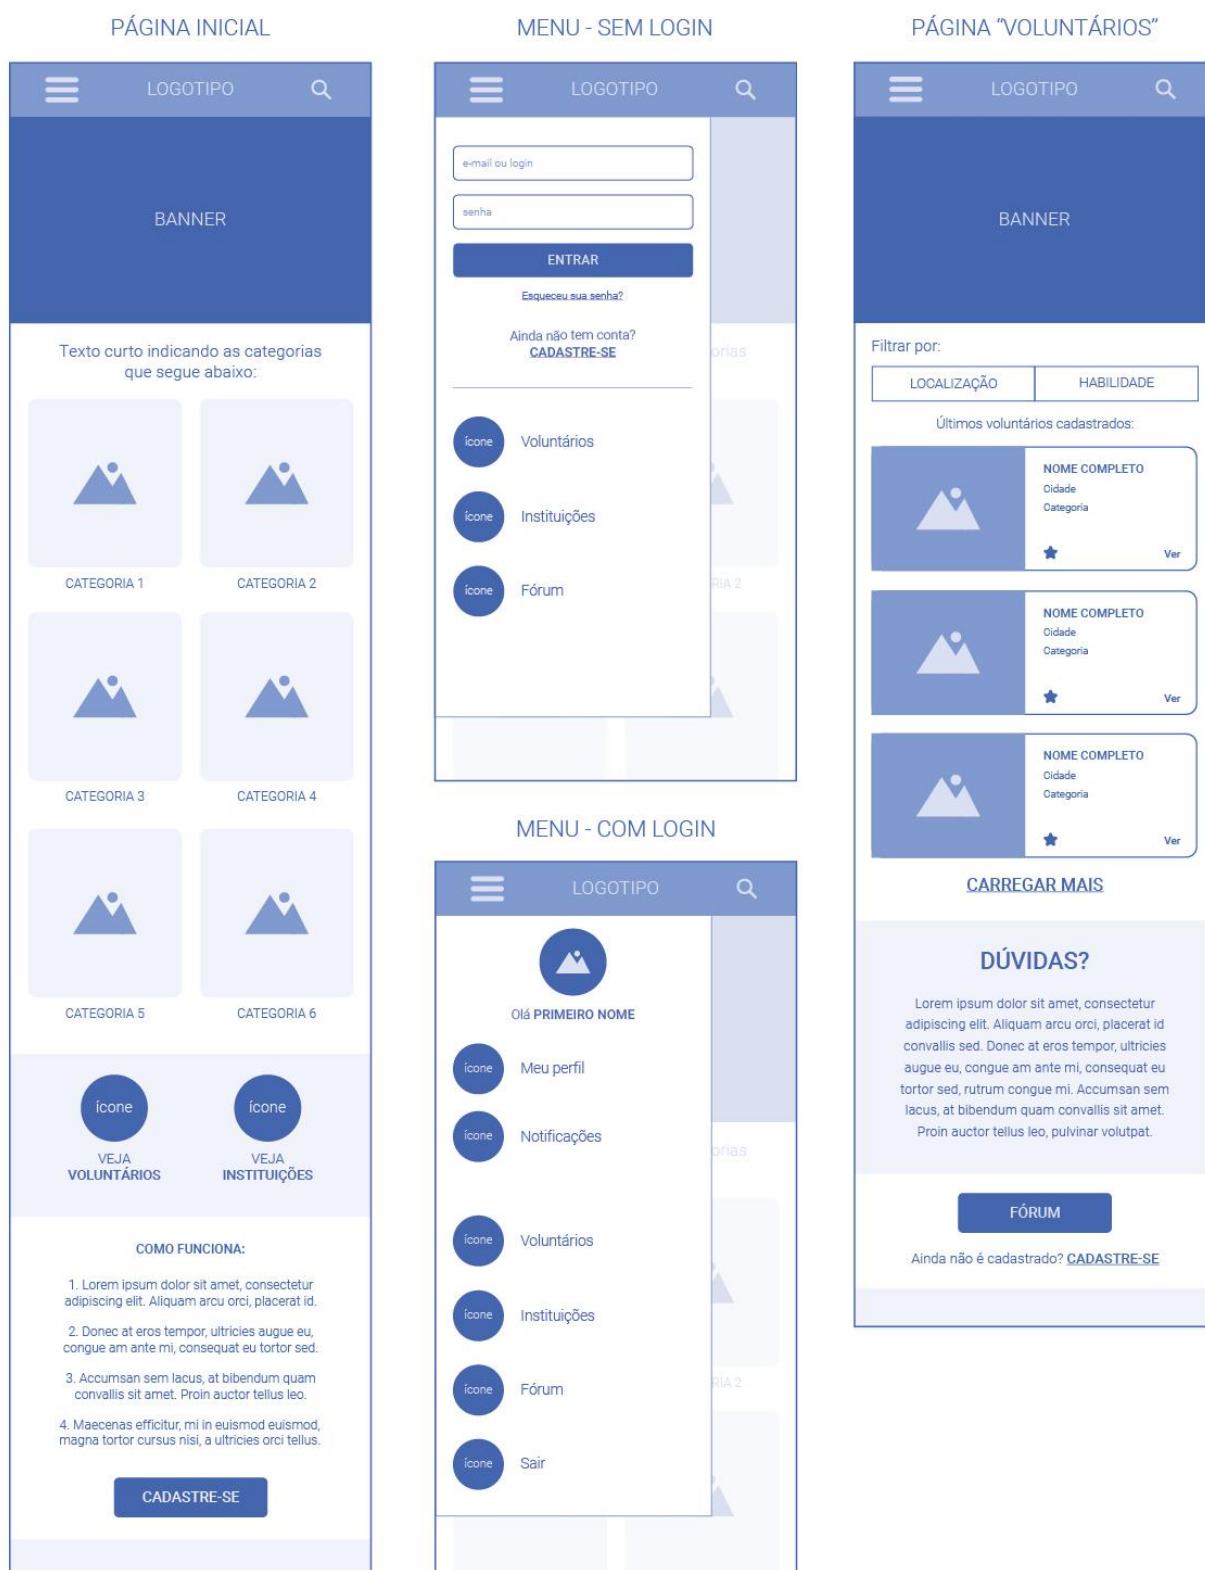 PÁGINA INICIAL
LOGOTIPO
BANNER
Texto curto indicando as categorias
que segue abaixo:
CATEGORIA 1
CATEGORIA 2
CATEGORIA 3
CATEGORIA 4
CATEGORIA 5
CATEGORIA 6
ícone
VEJA
VOLUNTÁRIOS
ícone
VEJA
INSTITUIÇÕES
COMO FUNCIONA:
1. Lorem ipsum dolor sit amet, consectetur
adipiscing elit. Aliquam arcu orci, placerat id.
2. Donec at eros tempor, ultricies augue eu,
congue am ante mi, consequat eu tortor sed.
3. Accumsan sem lacus, at bibendum quam
convallis sit amet. Proin auctor tellus leo.
4. Maecenas efficitur, mi in euismod euismod,
magna tortor cursus nisi, a ultricies orci tellus.
CADASTRE-SE
MENU - SEM LOGIN
LOGOTIPO
e-mail ou login
senha
ENTRAR
Esqueceu sua senha?
Ainda não tem conta?
CADASTRE-SE
orias
ícone
Voluntários
ícone
Instituições
ícone
Fórum
RIA 2
MENU - COM LOGIN
LOGOTIPO
Olá PRIMEIRO NOME
ícone
Meu perfil
ícone
Notificações
orias
ícone
Voluntários
ícone
Instituições
ícone
Fórum
RIA 2
ícone
Sair
PÁGINA “VOLUNTÁRIOS”
LOGOTIPO
BANNER
Filtrar por:
LOCALIZAÇÃO
HABILIDADE
Últimos voluntários cadastrados:
NOME COMPLETO
Cidade
Categoria
Ver
NOME COMPLETO
Cidade
Categoria
Ver
NOME COMPLETO
Cidade
Categoria
Ver
CARREGAR MAIS
DÚVIDAS?
Lorem ipsum dolor sit amet, consectetur
adipiscing elit. Aliquam arcu orci, placerat id
convallis sed. Donec at eros tempor, ultricies
augue eu, congue am ante mi, consequat eu
tortor sed, rutrum congue mi. Accumsan sem
lacus, at bibendum quam convallis sit amet.
Proin auctor tellus leo, pulvinar volutpat.
FÓRUM
Ainda não é cadastrado? CADASTRE-SE